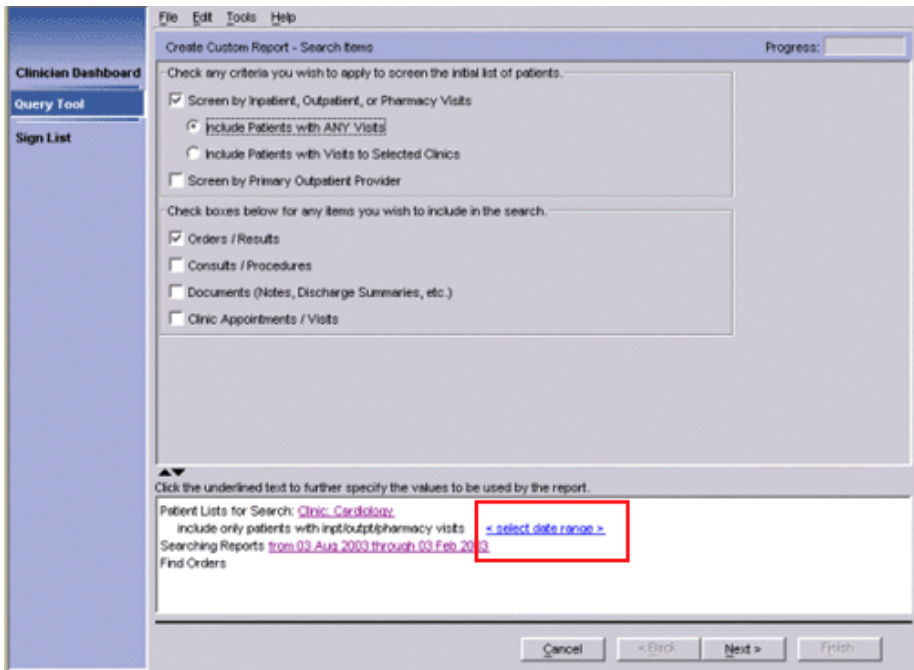 File Edit Tools Help
Create Custom Report - Search Items Progress:
Clinician Dashboard
Query Tool
Sign List
Check any criteria you wish to apply to screen the initial list of patients.
Screen by Inpatient, Outpatient, or Pharmacy Visits
Include Patients with ANY Visits
Include Patients with Visits to Selected Clinics
Screen by Primary Outpatient Provider
Check boxes below for any items you wish to include in the search.
Orders / Results
Consults / Procedures
Documents (Notes, Discharge Summaries, etc.)
Clinic Appointments / Visits
Click the underlined text to further specify the values to be used by the report.
Patient Lists for Search: Clinic: Cardiology,
include only patients with inpt/outpt/pharmacy visits < select date range >
Searching Reports from 03 Aug 2003 through 03 Feb 2003
Find Orders
Cancel < Back Next > Finish